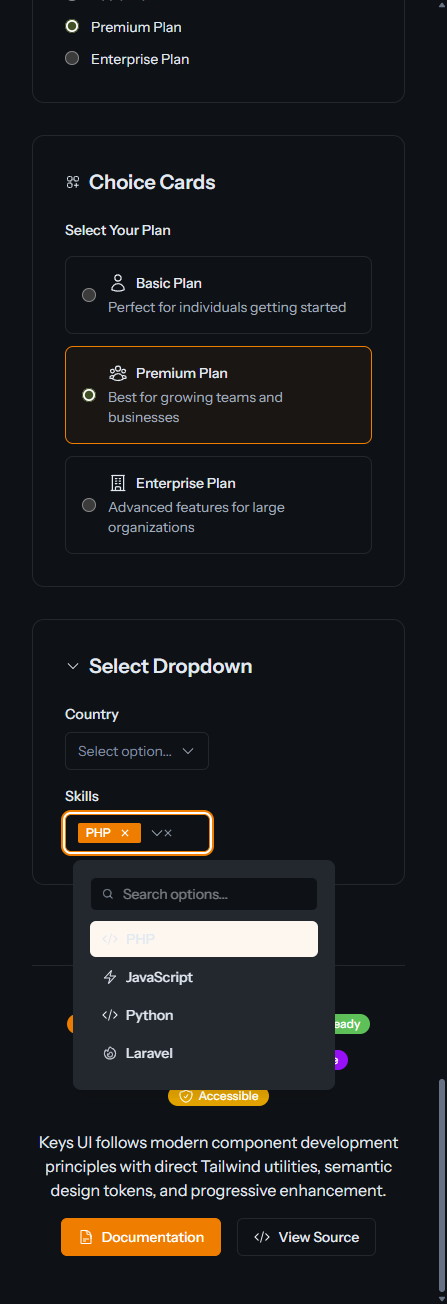 Premium Plan
Enterprise Plan
Choice Cards
Select Your Plan
Basic Plan
Perfect for individuals getting started
Premium Plan
Best for growing teams and
businesses
Enterprise Plan
Advanced features for large
organizations
Select Dropdown
Country
Select option...
Skills
PHP
Search options...
PHP
JavaScript
Python
Laravel
Accessible
Keys UI follows modern component development
principles with direct Tailwind utilities, semantic
design tokens, and progressive enhancement.
Documentation
View Source